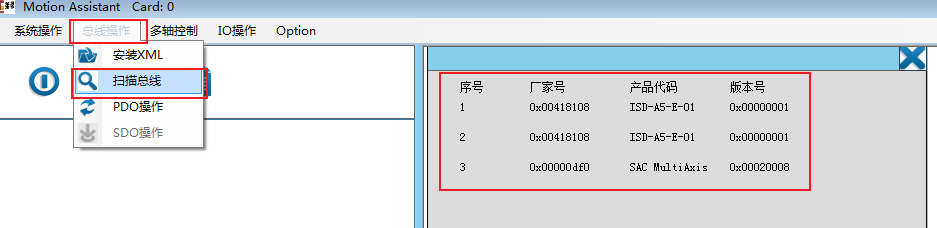 Motion Assistant Card: 0
系统操作 总线操作 多轴控制 IO操作 Option
安装XML
扫描总线
PDO操作
SDO操作
序号 厂家号 产品代码 版本号
1 0x00418108 ISD-A5-E-01 0x00000001
2 0x00418108 ISD-A5-E-01 0x00000001
3 0x00000df0 SAC MultiAxis 0x00020008